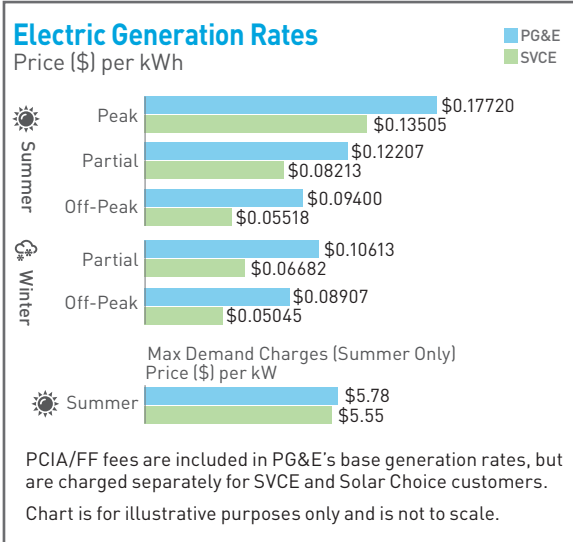 Electric Generation Rates
Price ($) per kWh
PG&E
SVCE
Summer
Peak
$0.17720
$0.13505
Partial
$0.12207
$0.08213
Off-Peak
$0.09400
$0.05518
Winter
Partial
$0.10613
$0.06682
Off-Peak
$0.08907
$0.05045
Max Demand Charges (Summer Only)
Price ($) per kW
Summer
$5.78
$5.55
PCIA/FF fees are included in PG&E’s base generation rates, but
are charged separately for SVCE and Solar Choice customers.
Chart is for illustrative purposes only and is not to scale.